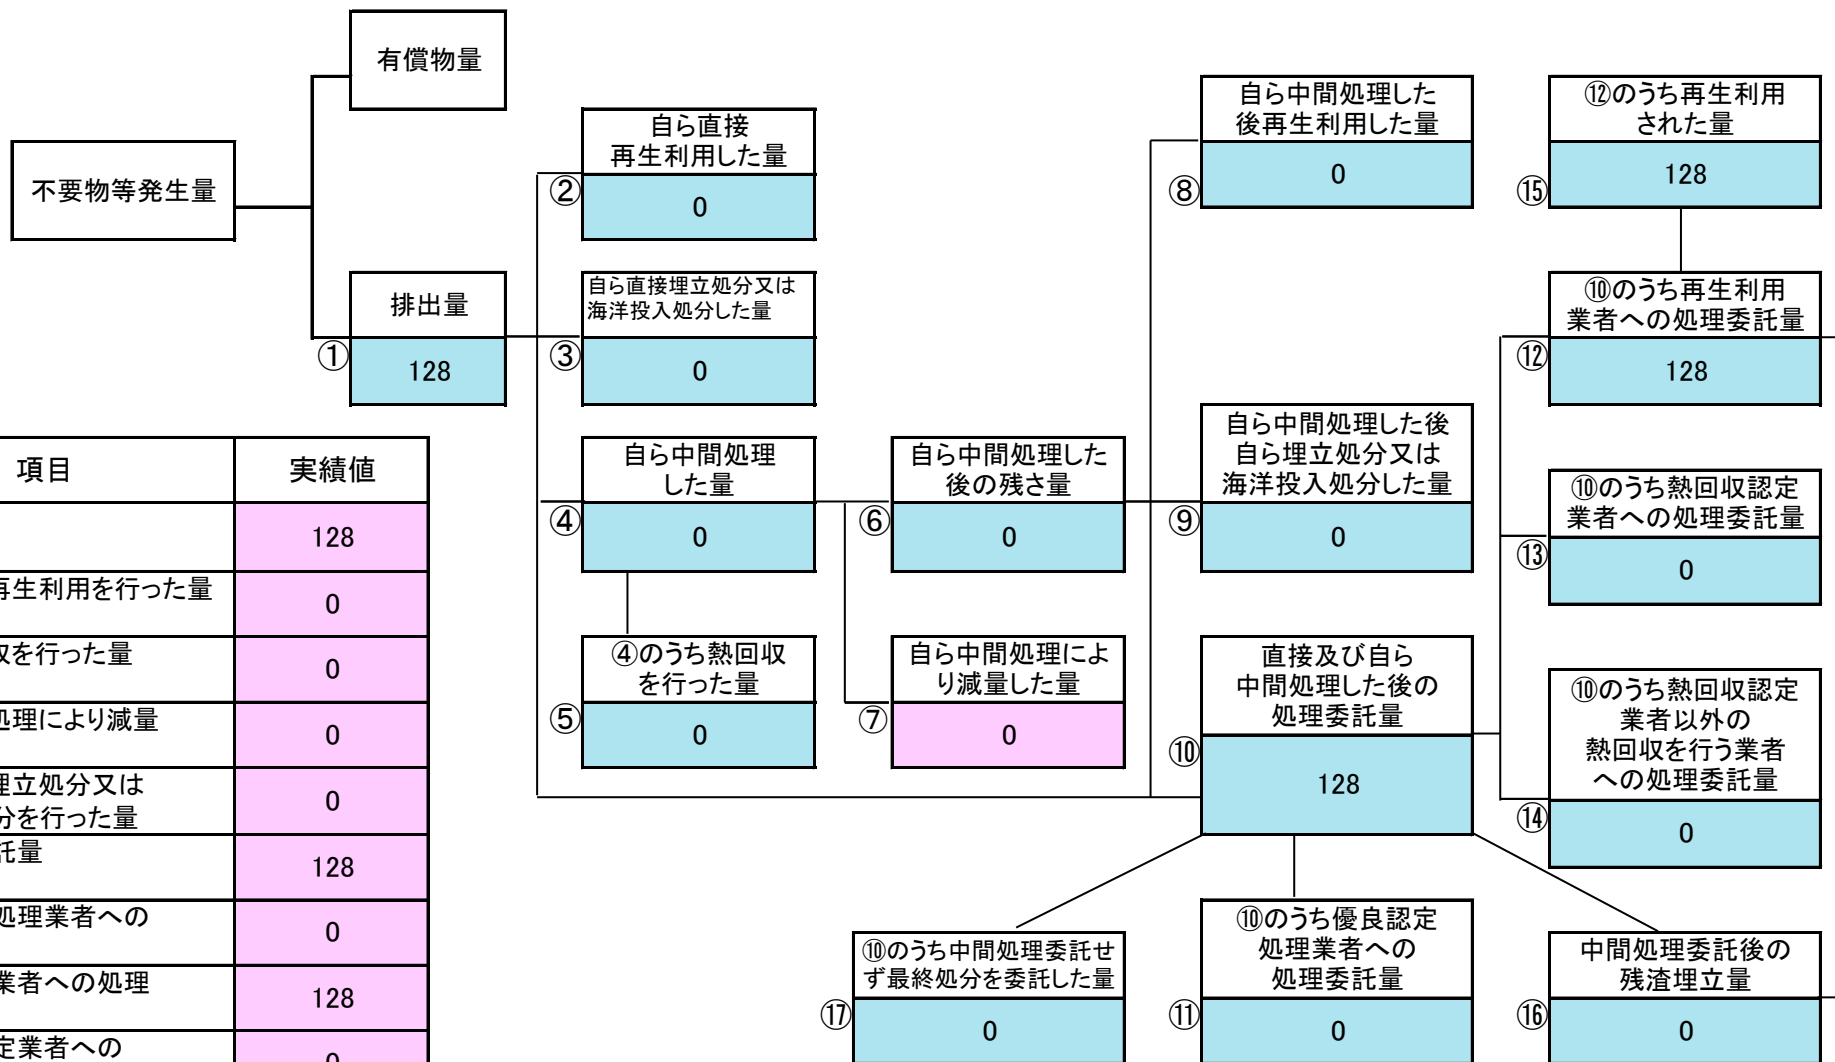 有償物量
不要物等発生量
排出量
①
128
自ら直接
再生利用した量
②
0
自ら直接埋立処分又は
海洋投入処分した量
③
0
自ら中間処理
した量
④
0
④のうち熱回収
を行った量
⑤
0
自ら中間処理した
後の残さ量
⑥
0
自ら中間処理によ
り減量した量
⑦
0
自ら中間処理した
後再生利用した量
⑧
0
自ら中間処理した後
自ら埋立処分又は
海洋投入処分した量
⑨
0
直接及び自ら
中間処理した後の
処理委託量
⑩
128
⑫のうち再生利用
された量
⑮
128
⑩のうち再生利用
業者への処理委託量
⑫
128
⑩のうち熱回収認定
業者への処理委託量
⑬
0
⑩のうち熱回収認定
業者以外の
熱回収を行う業者
への処理委託量
⑭
0
⑩のうち中間処理委託せ
ず最終処分を委託した量
⑰
0
⑩のうち優良認定
処理業者への
処理委託量
⑪
0
中間処理委託後の
残渣埋立量
⑯
0
項目 実績値
128
再生利用を行った量 0
を行った量 0
処理により減量 0
埋立処分又は
分を行った量 0
託量 128
処理業者への 0
業者への処理 128
定業者への 0